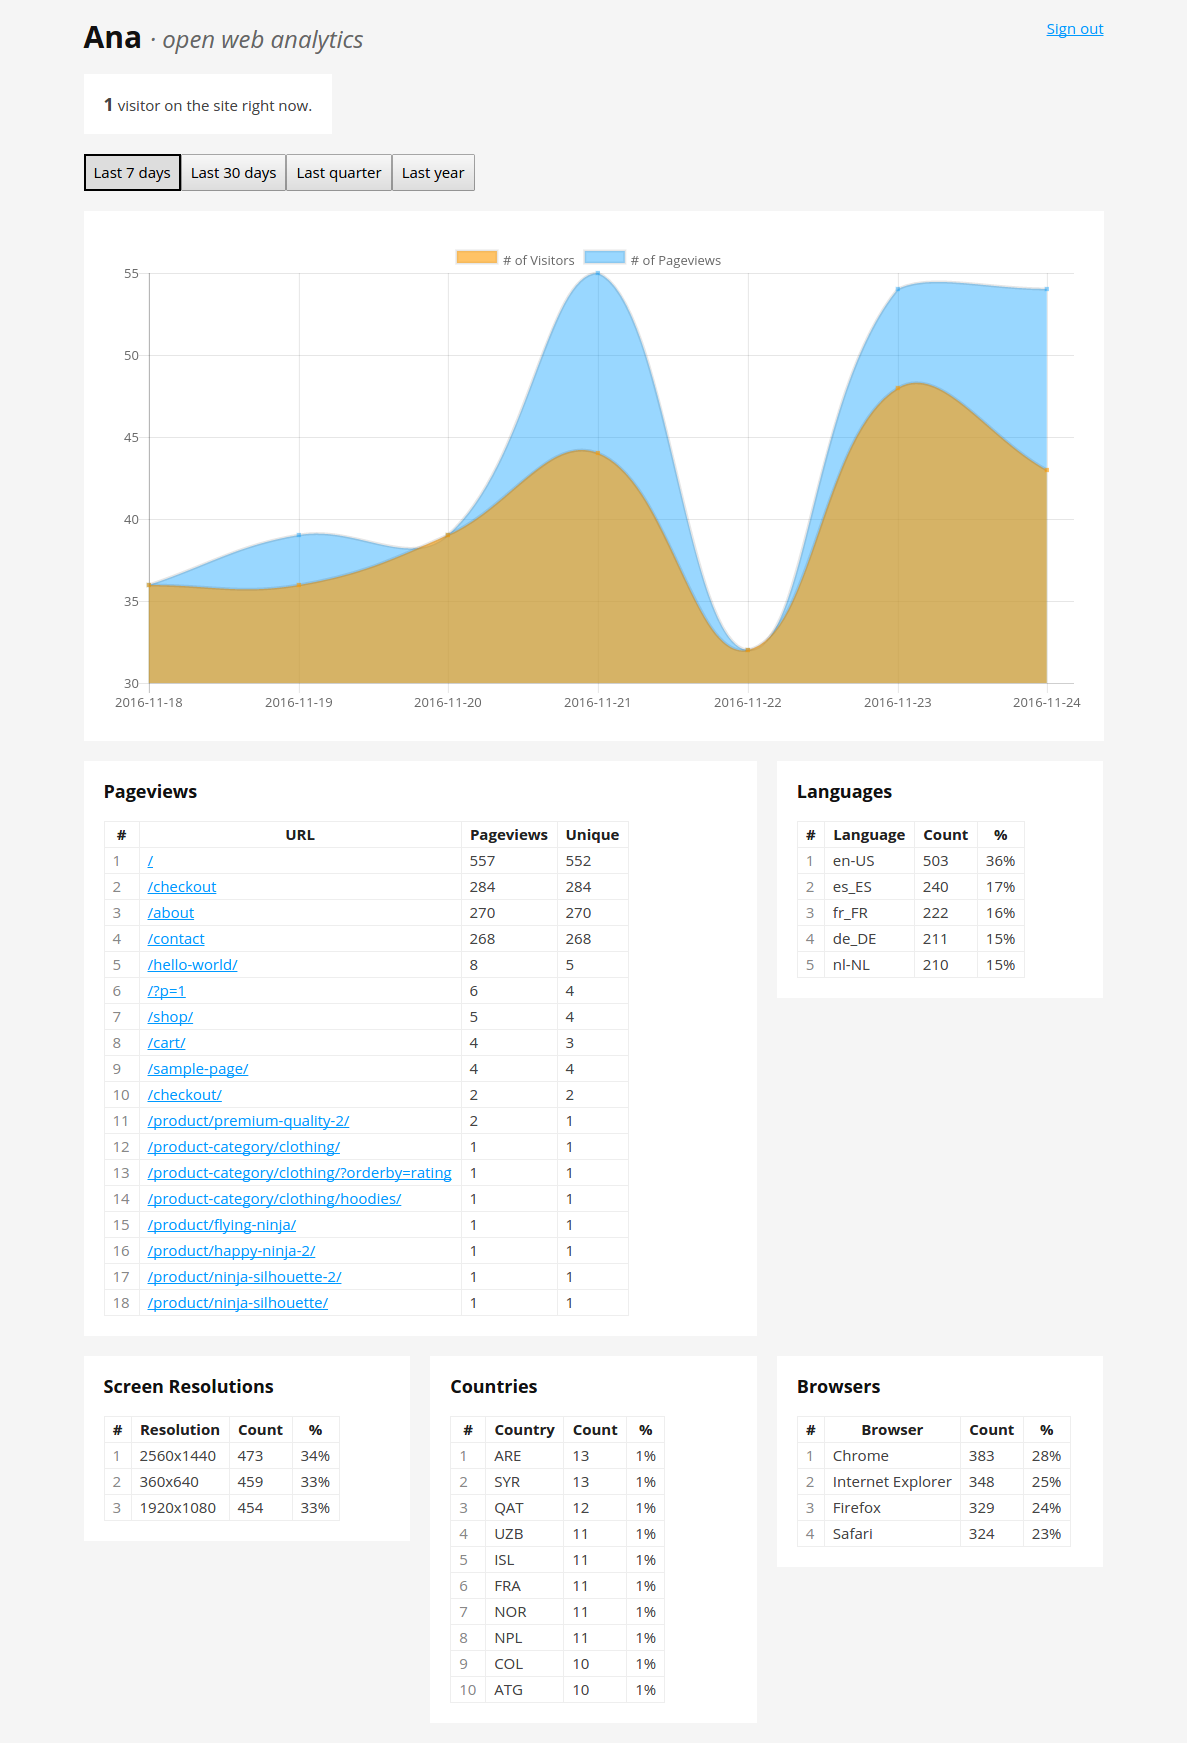 Ana · open web analytics
Sign out
1 visitor on the site right now.
Last 7 days Last 30 days Last quarter Last year
# of Visitors # of Pageviews
55
50
45
40
35
30
2016-11-18 2016-11-19 2016-11-20 2016-11-21 2016-11-22 2016-11-23 2016-11-24
Pageviews
# URL Pageviews Unique
1 / 557 552
2 /checkout 284 284
3 /about 270 270
4 /contact 268 268
5 /hello-world/ 8 5
6 /?p=1 6 4
7 /shop/ 5 4
8 /cart/ 4 3
9 /sample-page/ 4 4
10 /checkout/ 2 2
11 /product/premium-quality-2/ 2 1
12 /product-category/clothing/ 1 1
13 /product-category/clothing/?orderby=rating 1 1
14 /product-category/clothing/hoodies/ 1 1
15 /product/flying-ninja/ 1 1
16 /product/happy-ninja-2/ 1 1
17 /product/ninja-silhouette-2/ 1 1
18 /product/ninja-silhouette/ 1 1
Languages
# Language Count %
1 en-US 503 36%
2 es_ES 240 17%
3 fr_FR 222 16%
4 de_DE 211 15%
5 nl-NL 210 15%
Screen Resolutions
# Resolution Count %
1 2560x1440 473 34%
2 360x640 459 33%
3 1920x1080 454 33%
Countries
# Country Count %
1 ARE 13 1%
2 SYR 13 1%
3 QAT 12 1%
4 UZB 11 1%
5 ISL 11 1%
6 FRA 11 1%
7 NOR 11 1%
8 NPL 11 1%
9 COL 10 1%
10 ATG 10 1%
Browsers
# Browser Count %
1 Chrome 383 28%
2 Internet Explorer 348 25%
3 Firefox 329 24%
4 Safari 324 23%